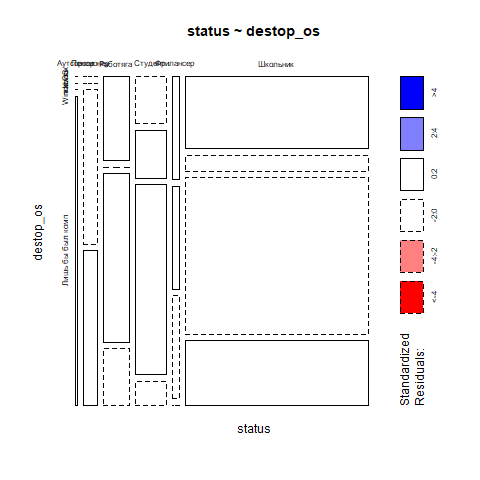 status ~ destop_os
Работяга
Студент
Фрилансер
Школьник
Лишь бы был комп
destop_os
status
Standardized
Residuals:
<-4
-4:-2
-2:0
0:2
2:4
>4